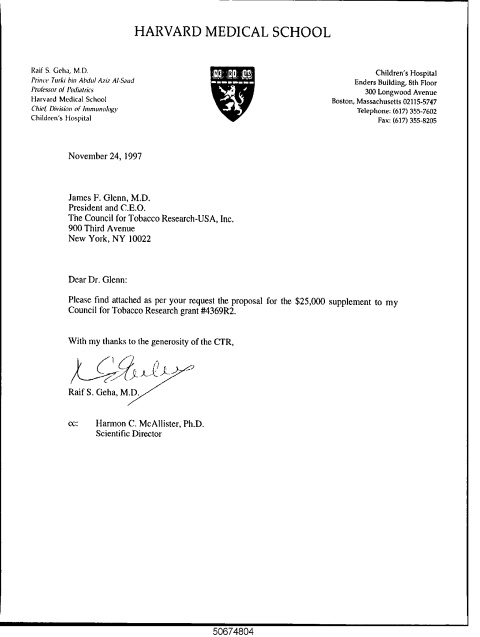 HARVARD MEDICAL SCHOOL
Raif S. Geha, M.D.
Prince Turki bin Abdul Aziz Al-Saud
Professor of Pediatrics
Harvard Medical School
Chief, Division of Immunology
Children's Hospital
Children's Hospital
Enders Building, 8th Floor
300 Longwood Avenue
Boston, Massachusetts 02115-5747
Telephone: (617) 355-7602
Fax: (617) 355-8205
November 24, 1997
James F. Glenn, M.D.
President and C.E.O.
The Council for Tobacco Research-USA, Inc.
900 Third Avenue
New York, NY 10022
Dear Dr. Glenn:
Please find attached as per your request the proposal for the $25,000 supplement to my
Council for Tobacco Research grant #4369R2.
With my thanks to the generosity of the CTR,
Raif S. Geha, M.D.
cc: Harmon C. McAllister, Ph.D.
Scientific Director
50674804